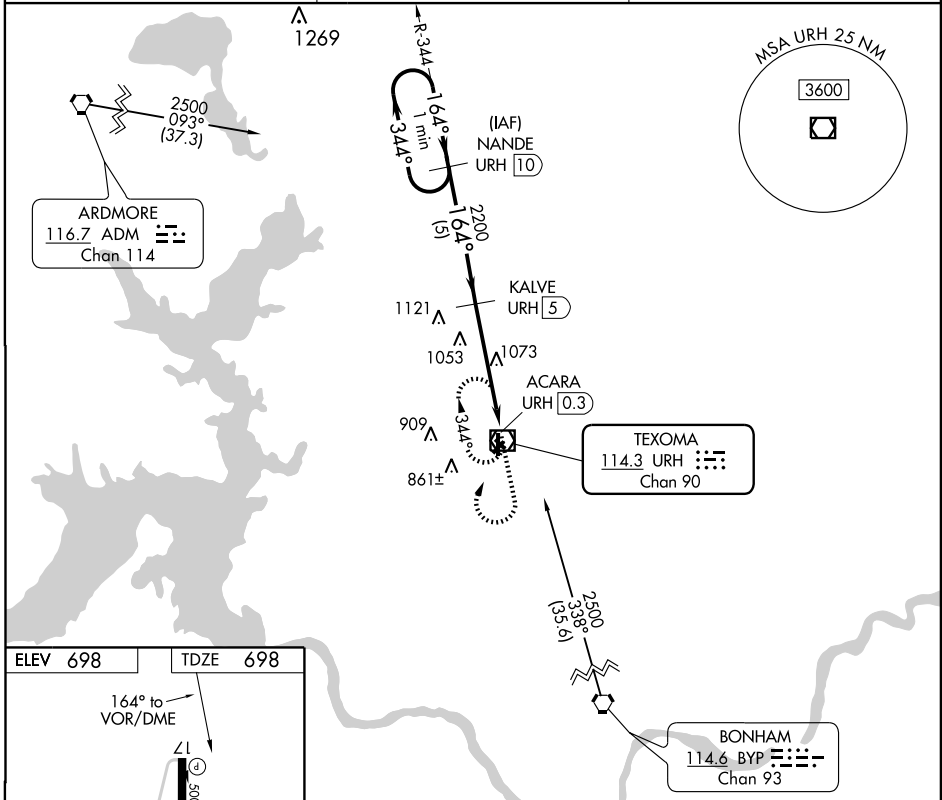 1269
R-344
MSA URH 25 NM
3600
2500
093°
(37.3)
164°
1 min
344°
(IAF)
NANDE
URH 10
ARDMORE
116.7 ADM
Chan 114
2200
164°
(5)
KALVE
URH 5
1121
1053
1073
ACARA
URH 0.3
909
344°
861±
TEXOMA
114.3 URH
Chan 90
2500
338°
(35.6)
ELEV 698
TDZE 698
164° to
VOR/DME
17
P
500
BONHAM
114.6 BYP
Chan 93